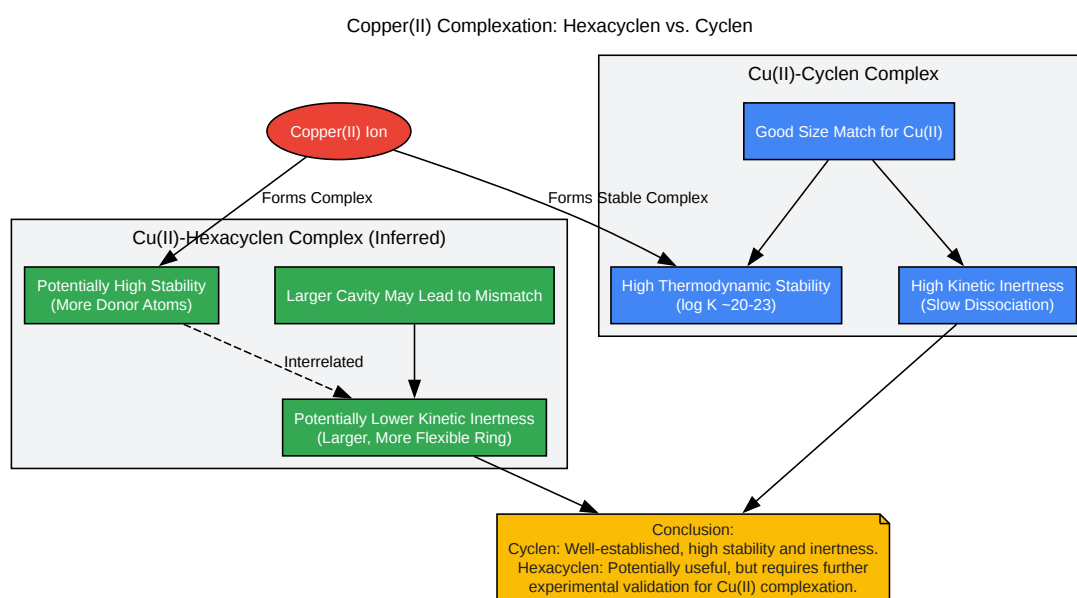 Copper(II) Complexation: Hexacyclen vs. Cyclen
Cu(II)-Cyclen Complex
Good Size Match for Cu(II)
Copper(II) Ion
Forms Complex
Forms Stable Complex
Cu(II)-Hexacyclen Complex (Inferred)
Potentially High Stability
(More Donor Atoms)
Larger Cavity May Lead to Mismatch
High Thermodynamic Stability
(log K ~20-23)
High Kinetic Inertness
(Slow Dissociation)
Interrelated
Potentially Lower Kinetic Inertness
(Larger, More Flexible Ring)
Conclusion:
Cyclen: Well-established, high stability and inertness.
Hexacyclen: Potentially useful, but requires further
experimental validation for Cu(II) complexation.